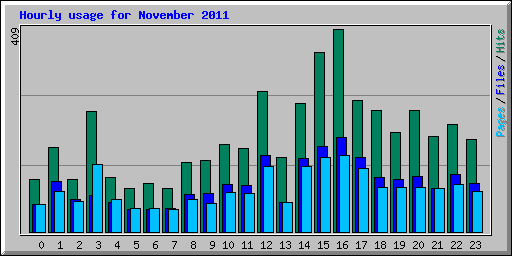 Hourly usage for November 2011
409
Pages / Files / Hits
0 1 2 3 4 5 6 7 8 9 10 11 12 13 14 15 16 17 18 19 20 21 22 23